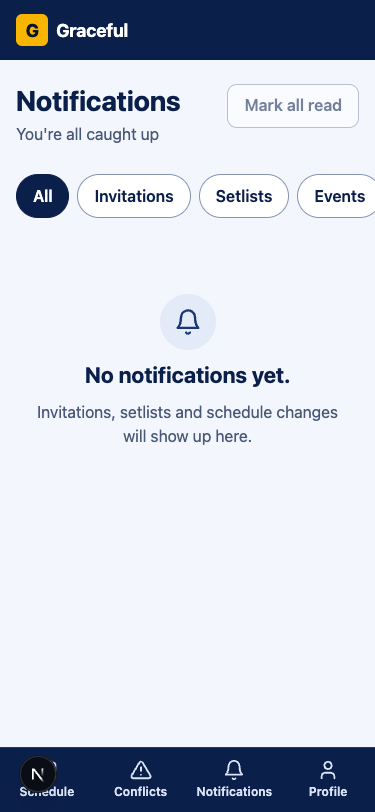 G Graceful
Notifications
Mark all read
You're all caught up
All Invitations Setlists Events
No notifications yet.
Invitations, setlists and schedule changes
will show up here.
N
Schedule Conflicts Notifications Profile